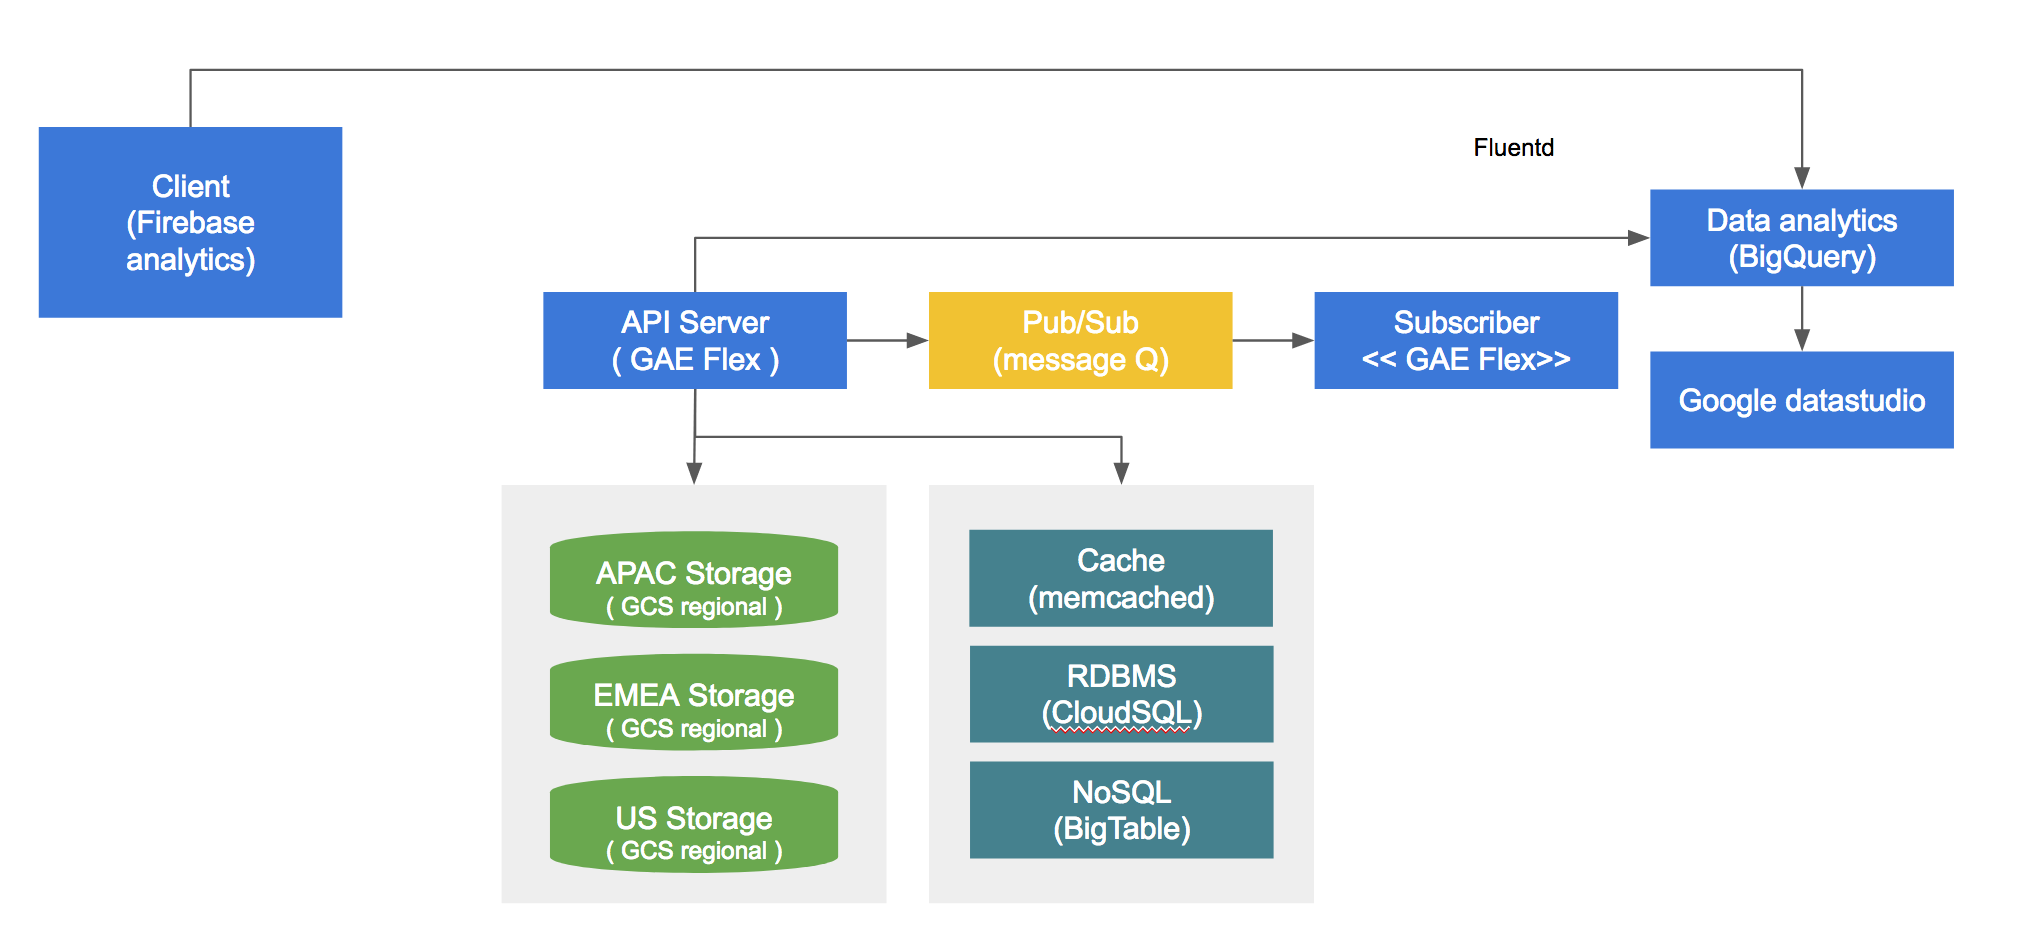 Client
(Firebase
analytics)
Fluentd
Data analytics
(BigQuery)
API Server
( GAE Flex )
Pub/Sub
(message Q)
Subscriber
<< GAE Flex>>
Google datastudio
APAC Storage
( GCS regional )
EMEA Storage
( GCS regional )
US Storage
( GCS regional )
Cache
(memcached)
RDBMS
(CloudSQL)
NoSQL
(BigTable)